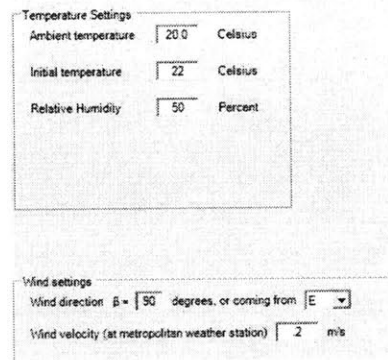 Temperature Settings
Ambient temperature 20.0 Celsius
Initial temperature 22 Celsius
Relative Humidity 50 Percent
Wind settings
Wind direction β = 90 degrees, or coming from E
Wind velocity (at metropolitan weather station) .2 m/s